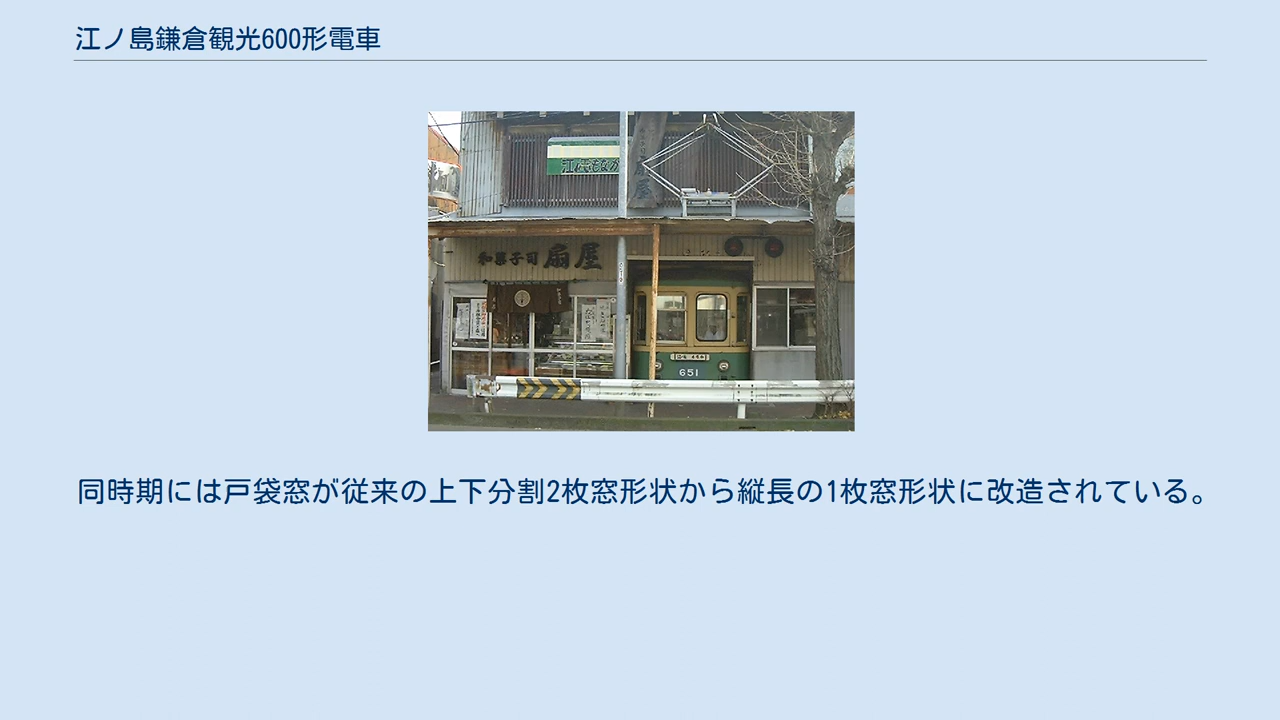 江ノ島鎌倉観光600形電車
和菓子司 扇屋
651
同時期には戸袋窓が従来の上下分割2枚窓形状から縦長の1枚窓形状に改造されている。